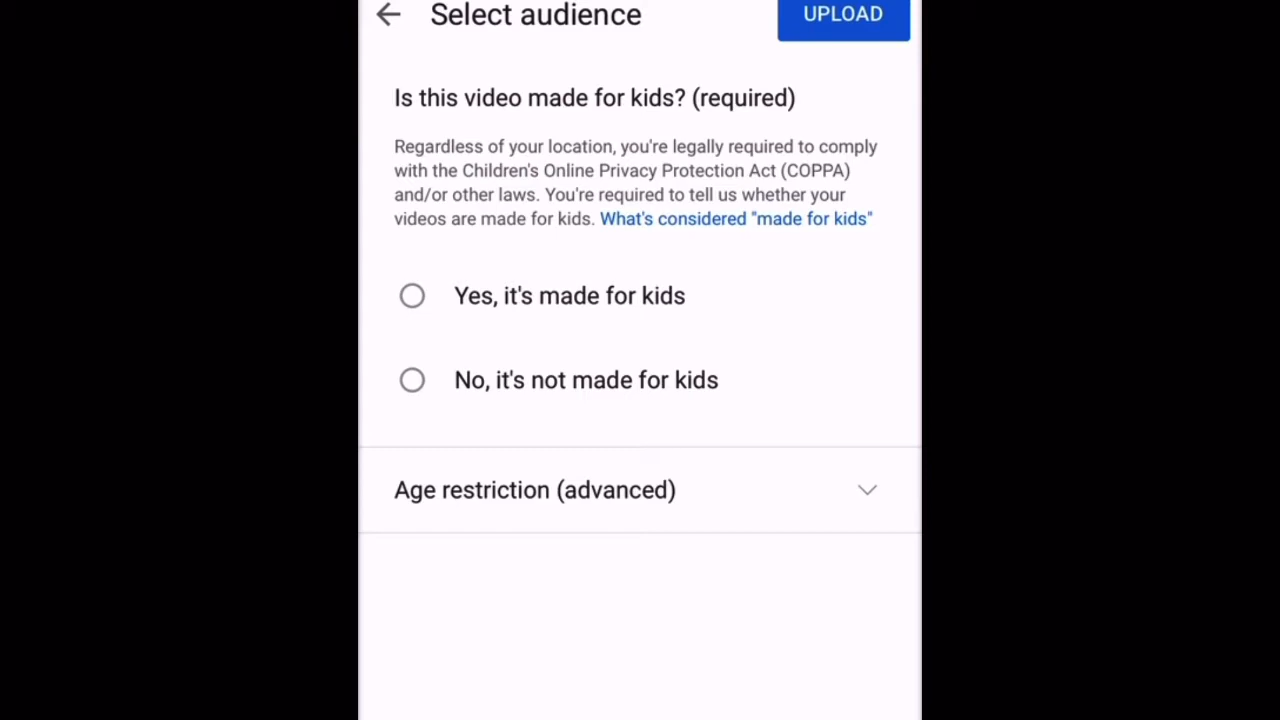 Select audience
UPLOAD
Is this video made for kids? (required)
Regardless of your location, you're legally required to comply
with the Children's Online Privacy Protection Act (COPPA)
and/or other laws. You're required to tell us whether your
videos are made for kids. What's considered "made for kids"
Yes, it's made for kids
No, it's not made for kids
Age restriction (advanced)